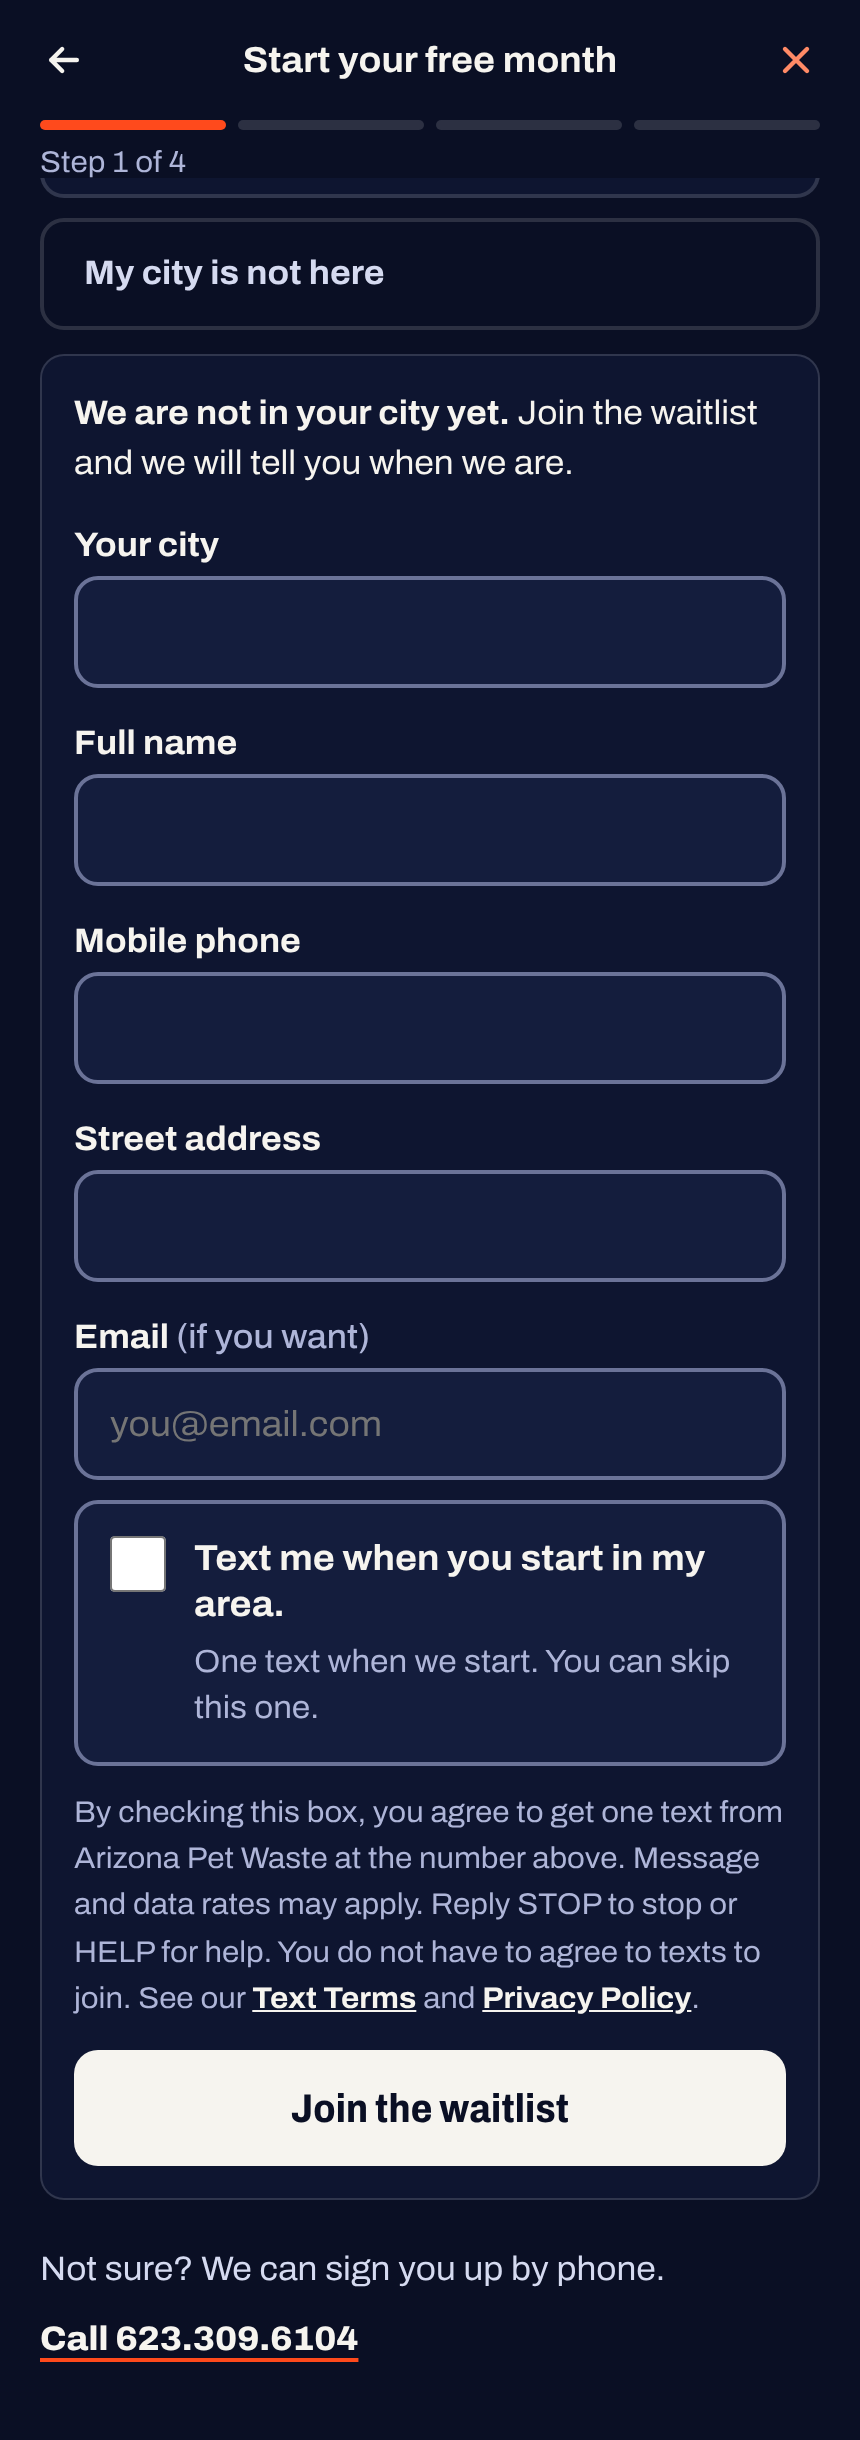 Start your free month
Step 1 of 4
My city is not here
We are not in your city yet. Join the waitlist
and we will tell you when we are.
Your city
Full name
Mobile phone
Street address
Email (if you want)
you@email.com
Text me when you start in my
area.
One text when we start. You can skip
this one.
By checking this box, you agree to get one text from
Arizona Pet Waste at the number above. Message
and data rates may apply. Reply STOP to stop or
HELP for help. You do not have to agree to texts to
join. See our Text Terms and Privacy Policy.
Join the waitlist
Not sure? We can sign you up by phone.
Call 623.309.6104